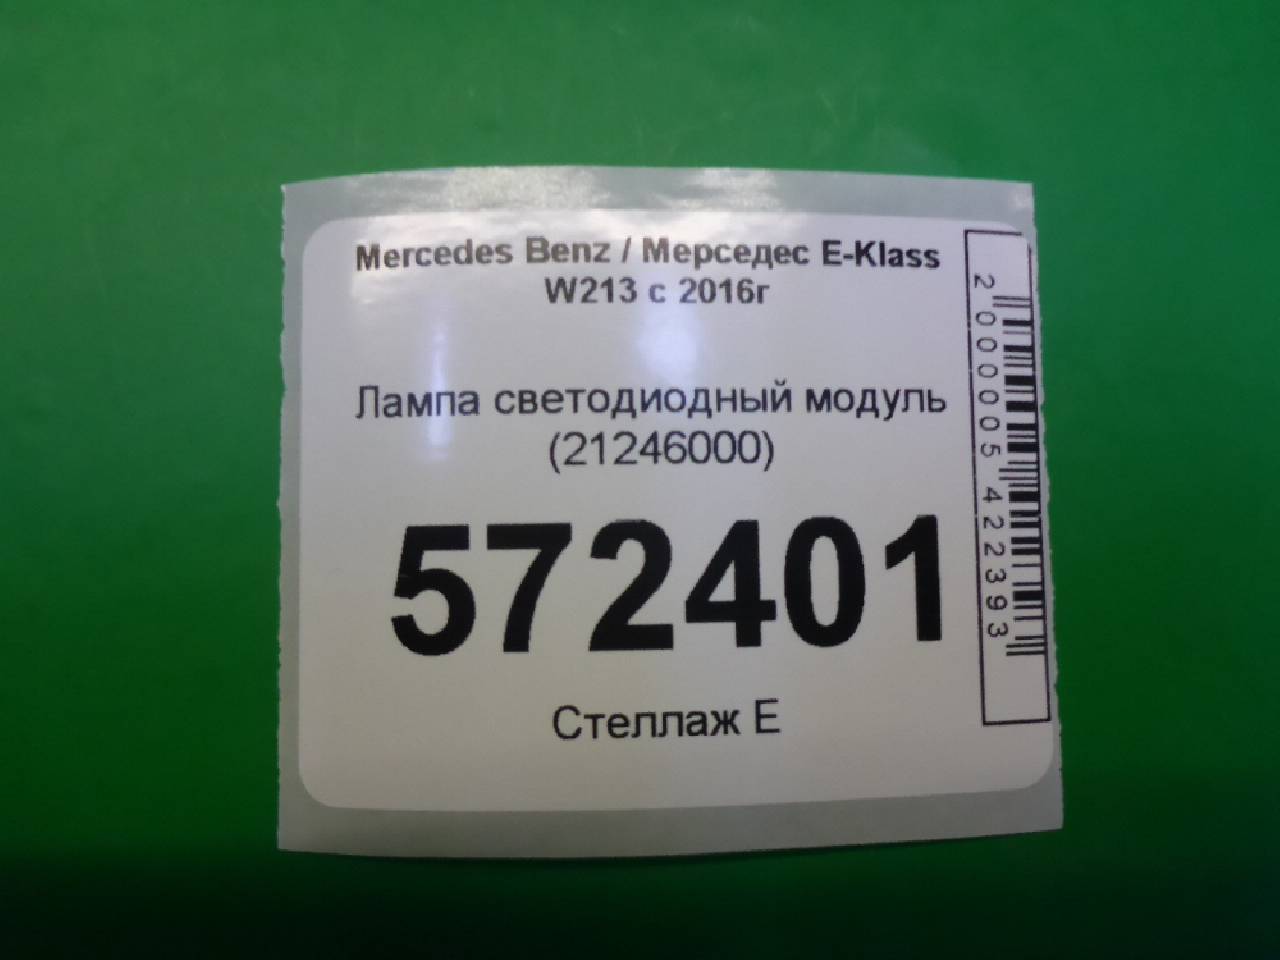 Mercedes Benz / Мерседес E-Klass
W213 с 2016г
Лампа светодиодный модуль
(21246000)
572401
Стеллаж Е
2000005422393